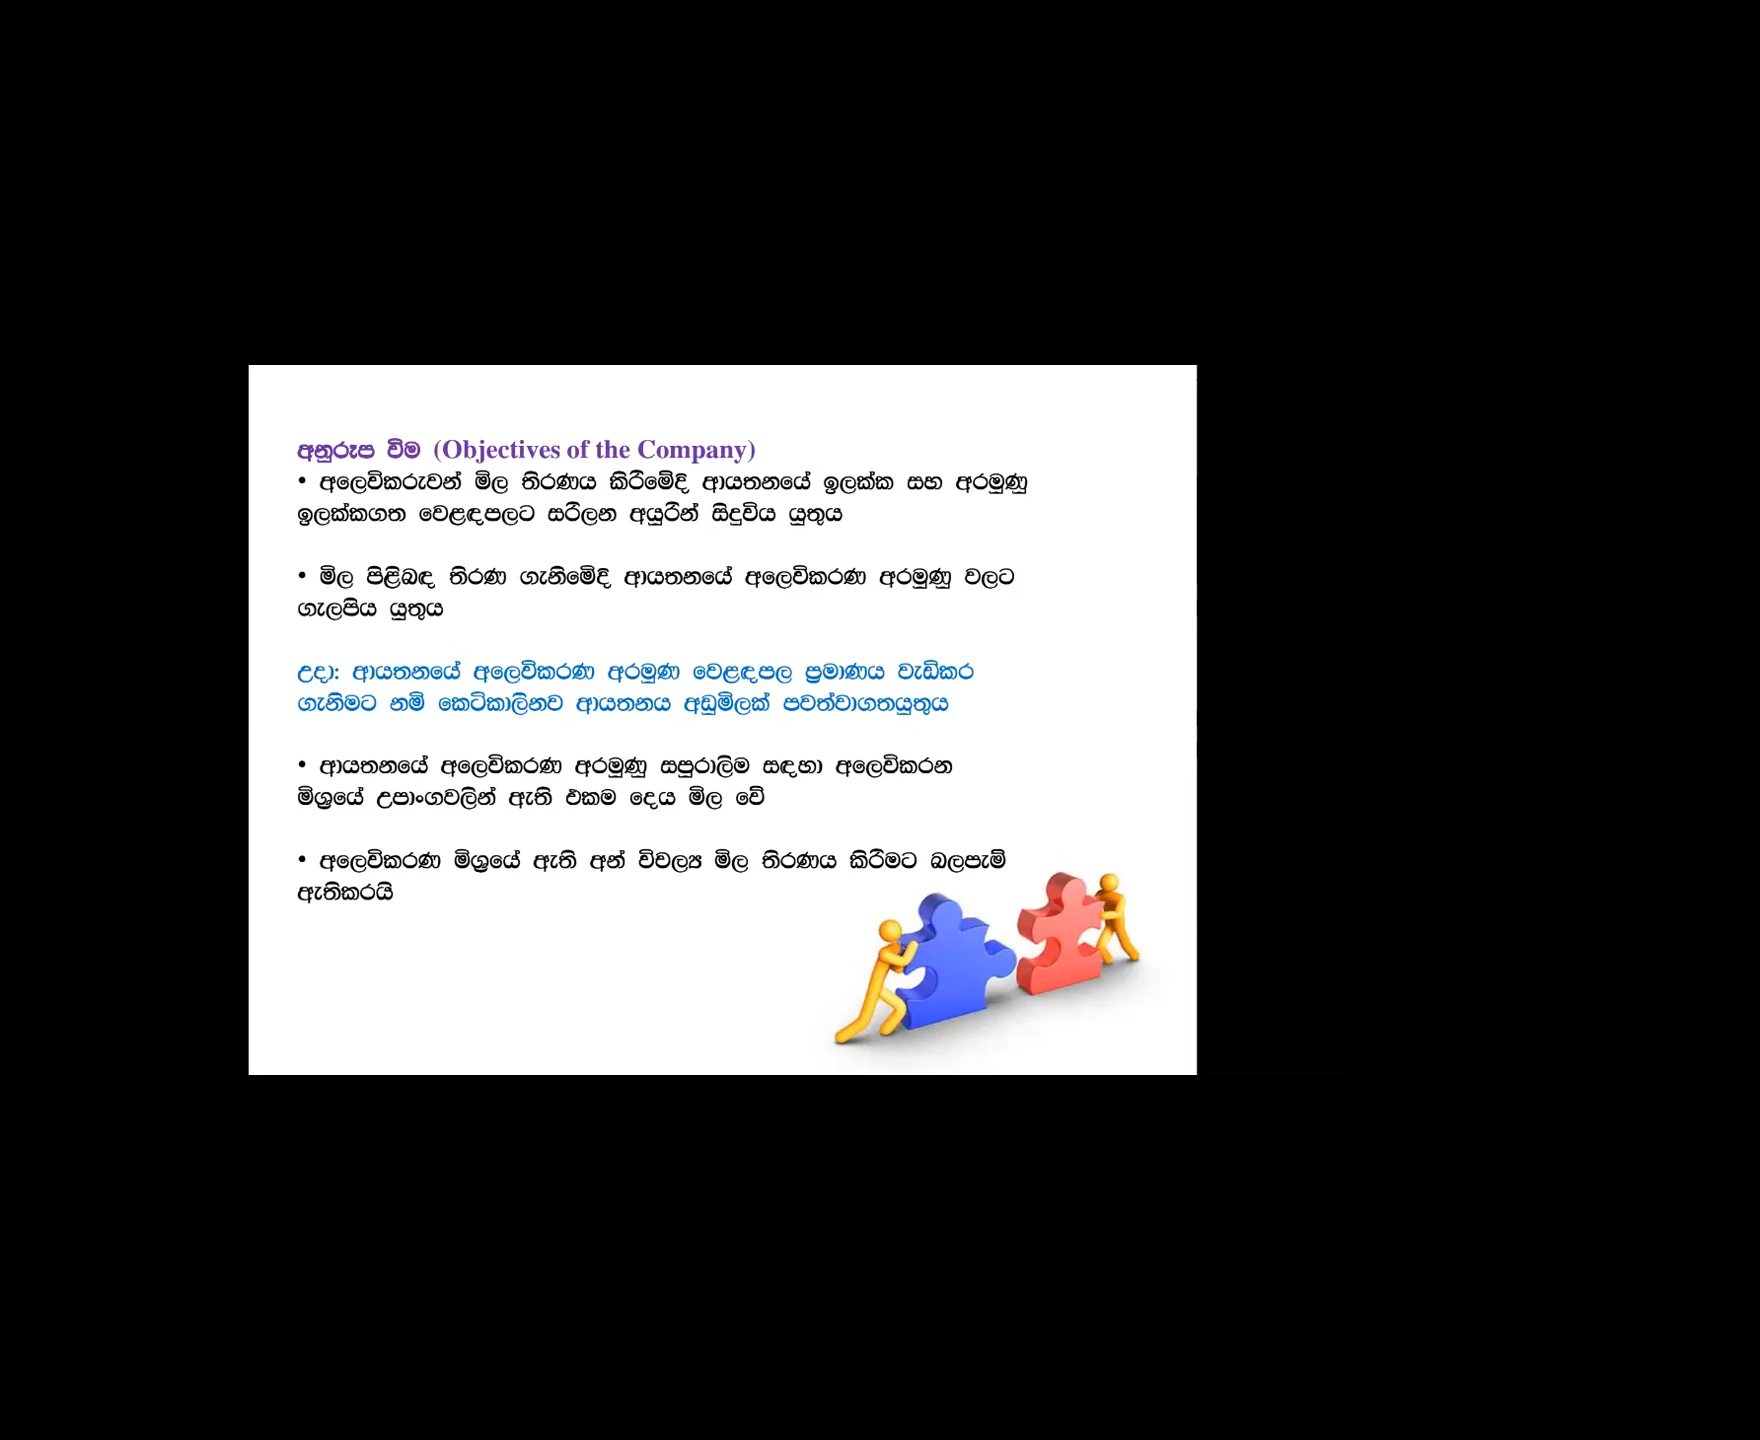 අනුරූප වීම (Objectives of the Company)
• අලෙවිකරුවන් මිල තීරණය කිරීමේදී ආයතනයේ ඉලක්ක සහ අරමුණු
ඉලක්කගත වෙළඳපලට සරිලන අයුරින් සිදුවිය යුතුය
• මිල පිළිබඳ තීරණ ගැනීමේදී ආයතනයේ අලෙවිකරණ අරමුණු වලට
ගැලපිය යුතුය
උදා: ආයතනයේ අලෙවිකරණ අරමුණ වෙළඳපල ප්‍රමාණය වැඩිකර
ගැනීමට නම් කෙටිකාලීනව ආයතනය අඩුමිලක් පවත්වාගතයුතුය
• ආයතනයේ අලෙවිකරණ අරමුණු සපුරාලීම සඳහා අලෙවිකරන
මිශ්‍රයේ උපාංගවලින් ඇති එකම දෙය මිල වේ
• අලෙවිකරණ මිශ්‍රයේ ඇති අන් විචල්‍ය මිල තීරණය කිරීමට බලපෑම්
ඇතිකරයි